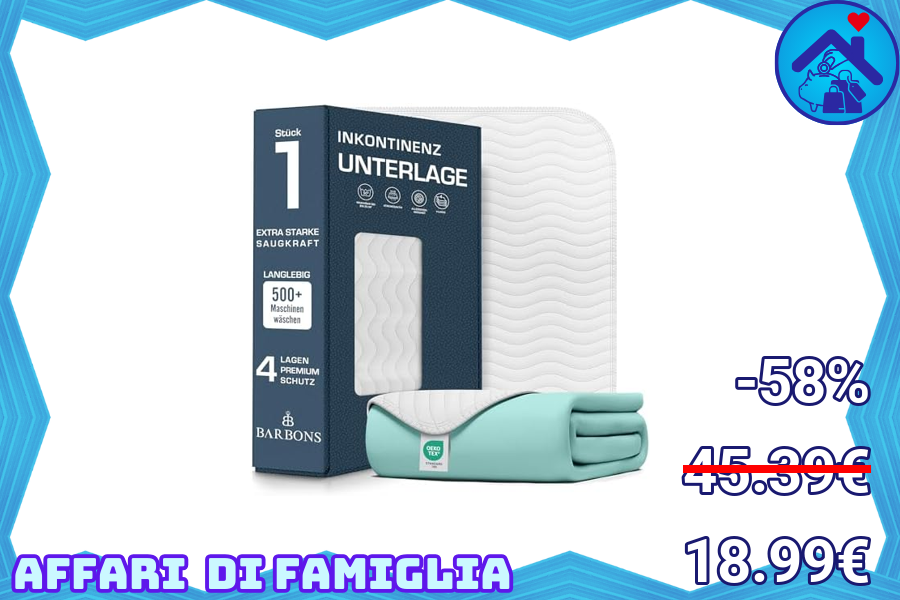 Stück
1
EXTRA STARKE
SAUGKRAFT
LANGLEBIG
500+
Maschinen
wäschen
4 LAGEN
PREMIUM
SCHUTZ
BARBONS
INKONTINENZ
UNTERLAGE
OEKO
TEX®
-58%
45.39€
18.99€
AFFARI DI FAMIGLIA